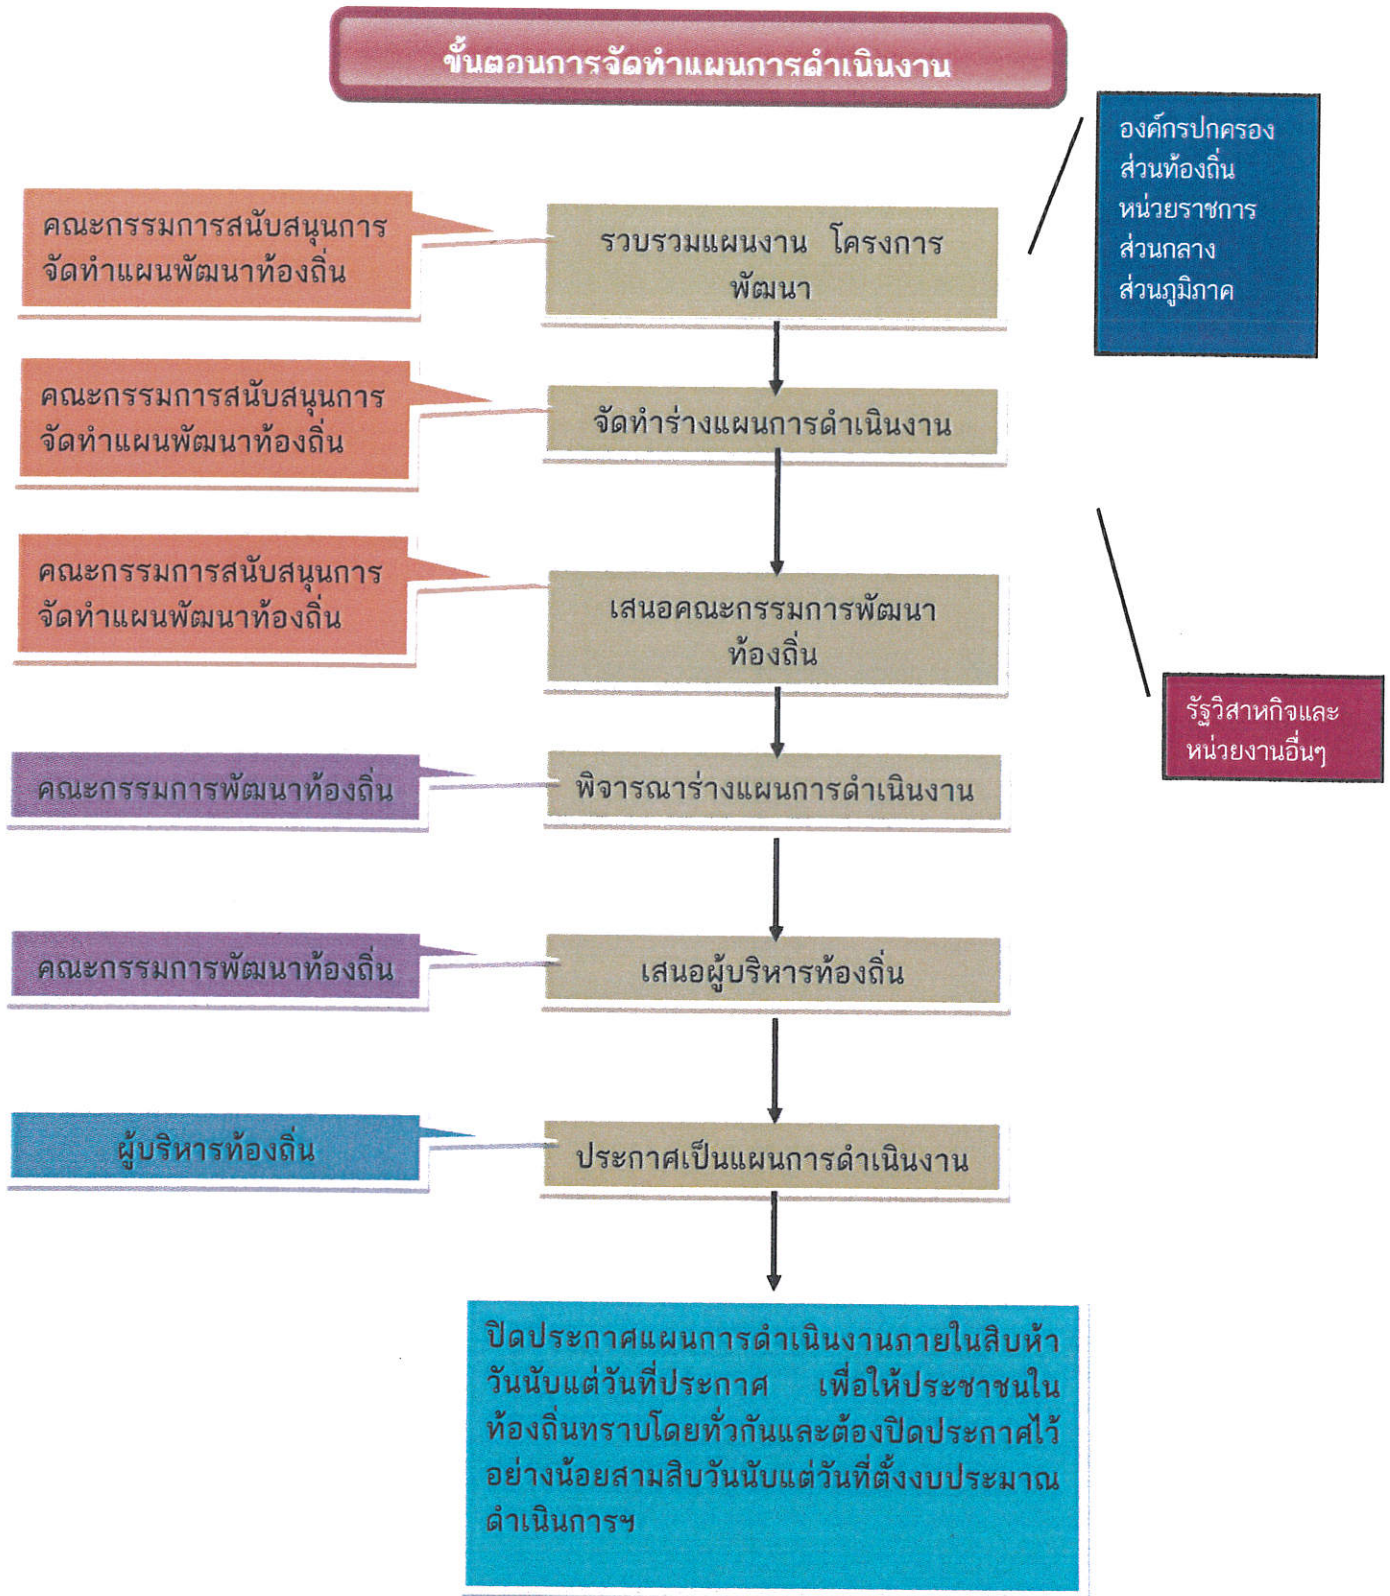 ขั้นตอนการจัดทำแผนการดำเนินงาน
องค์กรปกครอง
ส่วนท้องถิ่น
หน่วยราชการ
ส่วนกลาง
ส่วนภูมิภาค
คณะกรรมการสนับสนุนการ
จัดทำแผนพัฒนาท้องถิ่น
รวบรวมแผนงาน โครงการ
พัฒนา
คณะกรรมการสนับสนุนการ
จัดทำแผนพัฒนาท้องถิ่น
จัดทำร่างแผนการดำเนินงาน
คณะกรรมการสนับสนุนการ
จัดทำแผนพัฒนาท้องถิ่น
เสนอคณะกรรมการพัฒนา
ท้องถิ่น
รัฐวิสาหกิจและ
หน่วยงานอื่นๆ
คณะกรรมการพัฒนาท้องถิ่น
พิจารณาร่างแผนการดำเนินงาน
คณะกรรมการพัฒนาท้องถิ่น
เสนอผู้บริหารท้องถิ่น
ผู้บริหารท้องถิ่น
ประกาศเป็นแผนการดำเนินงาน
ปิดประกาศแผนการดำเนินงานภายในสิบห้า
วันนับแต่วันที่ประกาศ เพื่อให้ประชาชนใน
ท้องถิ่นทราบโดยทั่วกันและต้องปิดประกาศไว้
อย่างน้อยสามสิบวันนับแต่วันที่ตั้งงบประมาณ
ดำเนินการฯ